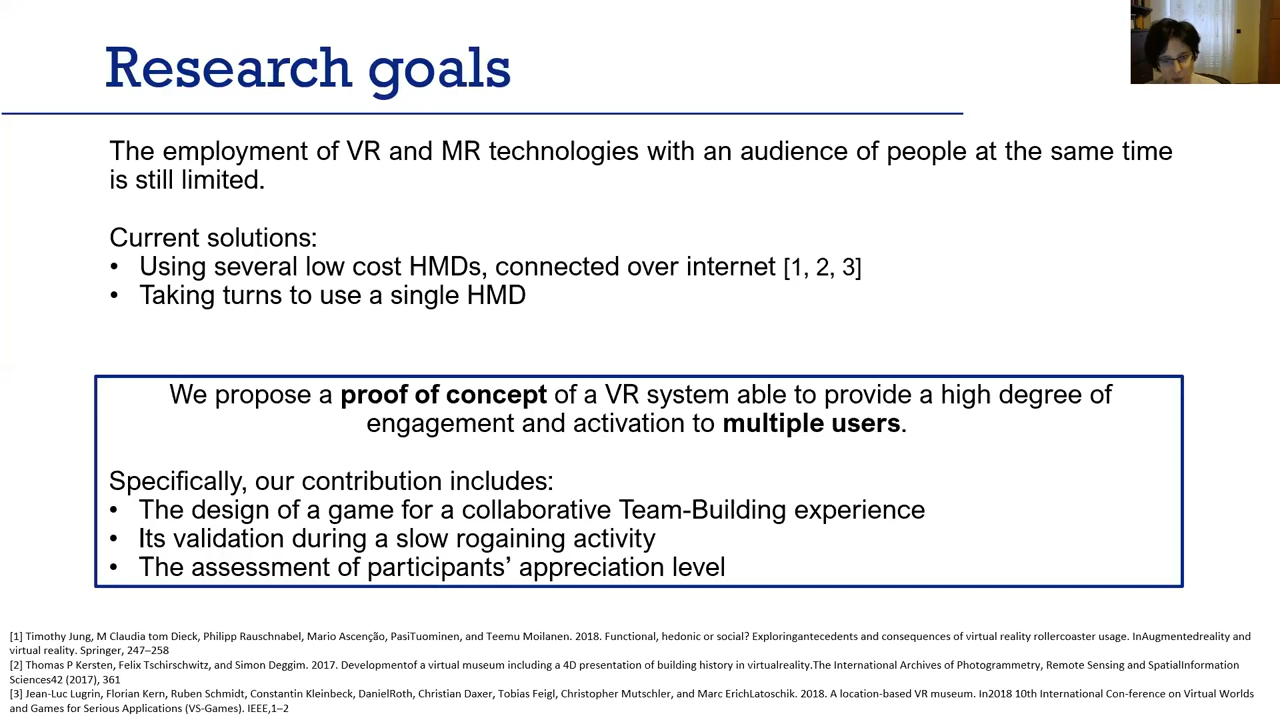 Research goals
The employment of VR and MR technologies with an audience of people at the same time
is still limited.
Current solutions:
• Using several low cost HMDs, connected over internet [1, 2, 3]
• Taking turns to use a single HMD
We propose a proof of concept of a VR system able to provide a high degree of
engagement and activation to multiple users.
Specifically, our contribution includes:
• The design of a game for a collaborative Team-Building experience
• Its validation during a slow rogaining activity
• The assessment of participants’ appreciation level
[1] Timothy Jung, M Claudia tom Dieck, Philipp Rauschnabel, Mario Ascenção, PasiTuominen, and Teemu Moilanen. 2018. Functional, hedonic or social? Exploringantecedents and consequences of virtual reality rollercoaster usage. InAugmentedreality and
virtual reality. Springer, 247–258
[2] Thomas P Kersten, Felix Tschirschwitz, and Simon Deggim. 2017. Developmentof a virtual museum including a 4D presentation of building history in virtualreality.The International Archives of Photogrammetry, Remote Sensing and SpatialInformation
Sciences42 (2017), 361
[3] Jean-Luc Lugrin, Florian Kern, Ruben Schmidt, Constantin Kleinbeck, DanielRoth, Christian Daxer, Tobias Feigl, Christopher Mutschler, and Marc ErichLatoschik. 2018. A location-based VR museum. In2018 10th International Con-ference on Virtual Worlds
and Games for Serious Applications (VS-Games). IEEE,1–2